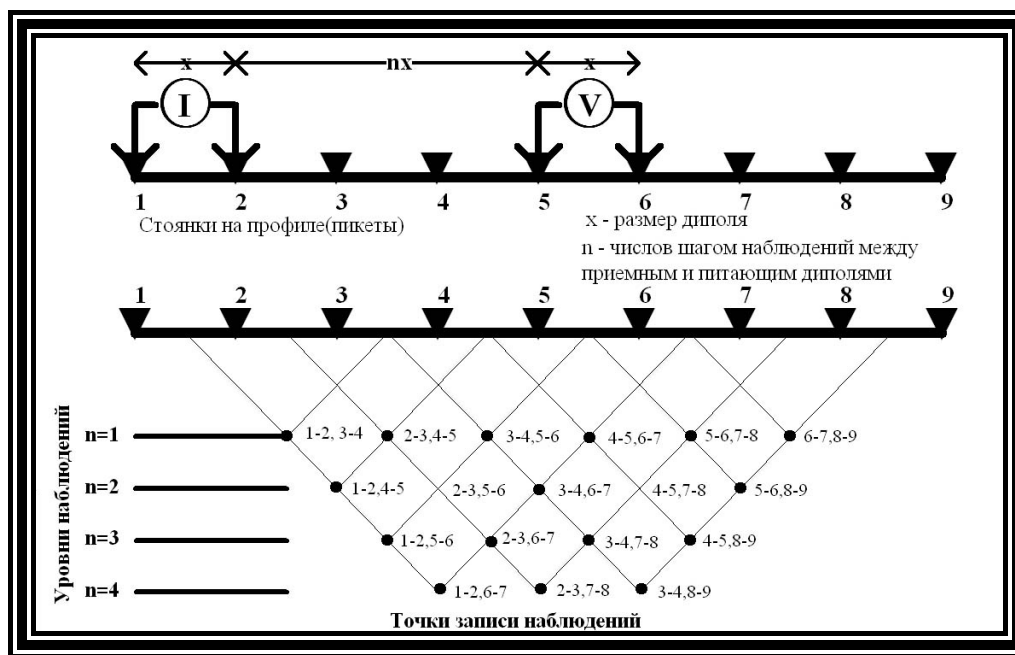 x nx x
I V
1 2 3 4 5 6 7 8 9
Стоянки на профиле(пикеты)
x - размер диполя
n - числов шагом наблюдений между
приемным и питающим диполями
1 2 3 4 5 6 7 8 9
Уровни наблюдений
n=1 1-2, 3-4 2-3,4-5 3-4,5-6 4-5,6-7 5-6,7-8 6-7,8-9
n=2 1-2,4-5 2-3,5-6 3-4,6-7 4-5,7-8 5-6,8-9
n=3 1-2,5-6 2-3,6-7 3-4,7-8 4-5,8-9
n=4 1-2,6-7 2-3,7-8 3-4,8-9
Точки записи наблюдений